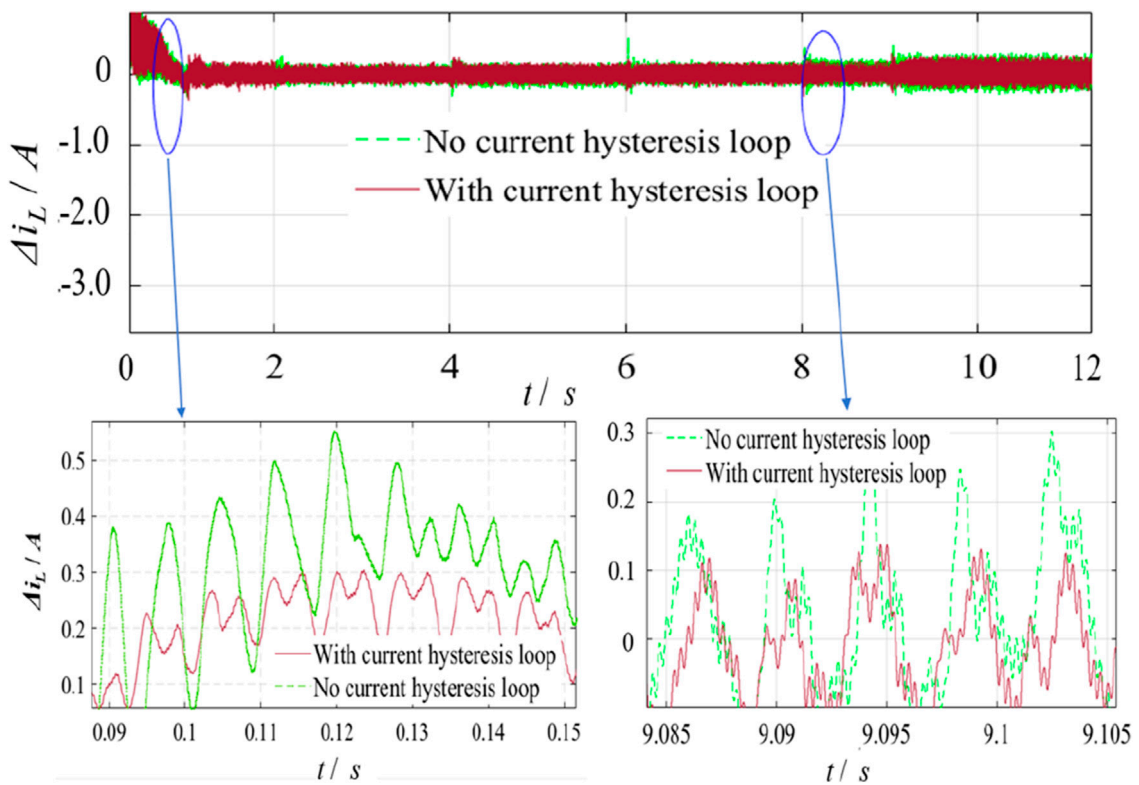 0
-1.0
-2.0
-3.0
Δi_L / A
No current hysteresis loop
With current hysteresis loop
0 2 4 6 8 10 12
t / s
0.5
0.4
0.3
0.2
0.1
Δi_L / A
With current hysteresis loop
No current hysteresis loop
0.09 0.1 0.11 0.12 0.13 0.14 0.15
t / s
0.3
0.2
0.1
0
Δi_L / A
No current hysteresis loop
With current hysteresis loop
9.085 9.09 9.095 9.1 9.105
t / s